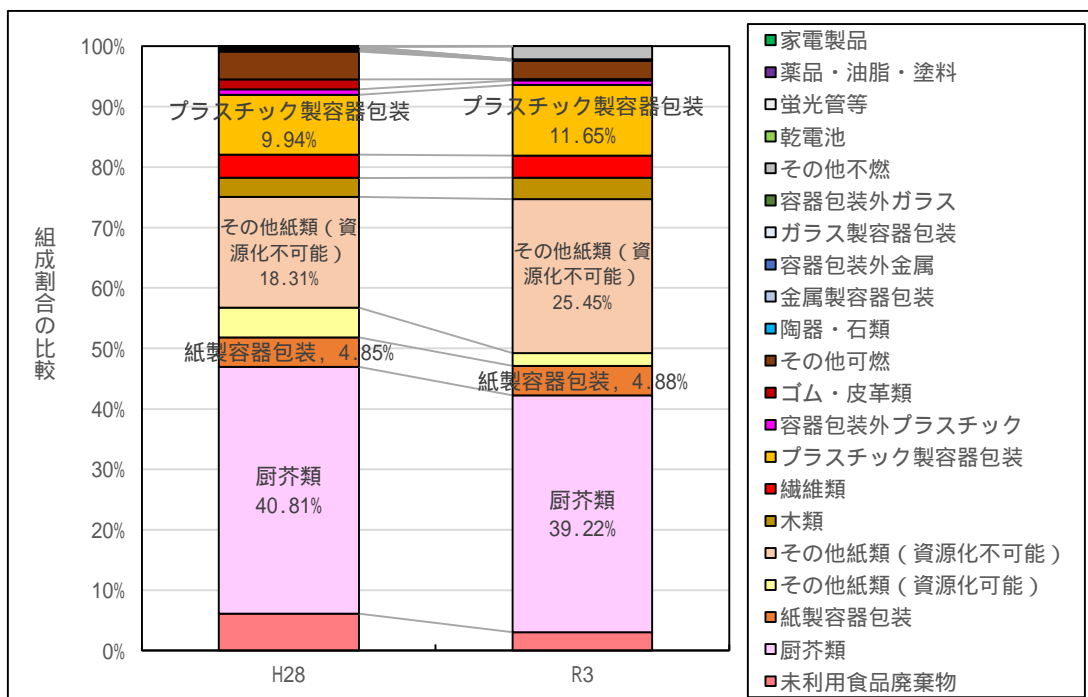 組成割合の比較
100%
90%
80%
70%
60%
50%
40%
30%
20%
10%
0%
プラスチック製容器包装
9.94%
その他紙類（資
源化不可能）
18.31%
紙製容器包装, 4.85%
厨芥類
40.81%
H28
プラスチック製容器包装
11.65%
その他紙類（資
源化不可能）
25.45%
紙製容器包装, 4.88%
厨芥類
39.22%
R3
家電製品
薬品・油脂・塗料
蛍光管等
乾電池
その他不燃
容器包装外ガラス
ガラス製容器包装
容器包装外金属
金属製容器包装
陶器・石類
その他可燃
ゴム・皮革類
容器包装外プラスチック
プラスチック製容器包装
繊維類
木類
その他紙類（資源化不可能）
その他紙類（資源化可能）
紙製容器包装
厨芥類
未利用食品廃棄物